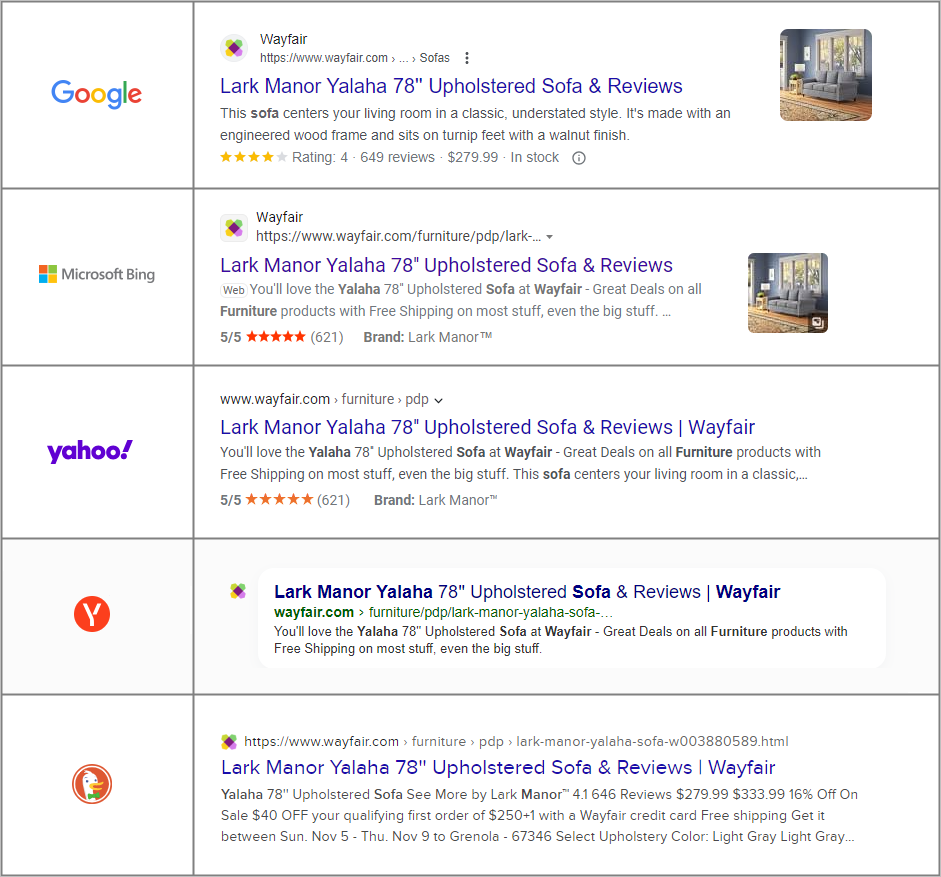 Google
Wayfair
https://www.wayfair.com › ... › Sofas
Lark Manor Yalaha 78'' Upholstered Sofa & Reviews
This sofa centers your living room in a classic, understated style. It's made with an
engineered wood frame and sits on turnip feet with a walnut finish.
Rating: 4 · 649 reviews · $279.99 · In stock
Microsoft Bing
Wayfair
https://www.wayfair.com/furniture/pdp/lark-...
Lark Manor Yalaha 78'' Upholstered Sofa & Reviews
Web You'll love the Yalaha 78'' Upholstered Sofa at Wayfair - Great Deals on all
Furniture products with Free Shipping on most stuff, even the big stuff. ...
5/5 (621) Brand: Lark Manor™
yahoo!
www.wayfair.com › furniture › pdp
Lark Manor Yalaha 78'' Upholstered Sofa & Reviews | Wayfair
You'll love the Yalaha 78'' Upholstered Sofa at Wayfair - Great Deals on all Furniture products with
Free Shipping on most stuff, even the big stuff. This sofa centers your living room in a classic,...
5/5 (621) Brand: Lark Manor™
Y
Lark Manor Yalaha 78" Upholstered Sofa & Reviews | Wayfair
wayfair.com › furniture/pdp/lark-manor-yalaha-sofa-...
You'll love the Yalaha 78'' Upholstered Sofa at Wayfair - Great Deals on all Furniture products with
Free Shipping on most stuff, even the big stuff.
https://www.wayfair.com › furniture › pdp › lark-manor-yalaha-sofa-w003880589.html
Lark Manor Yalaha 78'' Upholstered Sofa & Reviews | Wayfair
Yalaha 78'' Upholstered Sofa See More by Lark Manor™ 4.1 646 Reviews $279.99 $333.99 16% Off On
Sale $40 OFF your qualifying first order of $250+1 with a Wayfair credit card Free shipping Get it
between Sun. Nov 5 - Thu. Nov 9 to Grenola - 67346 Select Upholstery Color: Light Gray Light Gray...